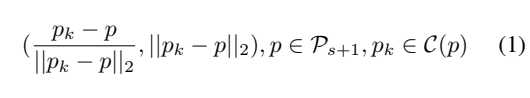 (\frac{p_k - p}{||p_k - p||_2}, ||p_k - p||_2), p \in \mathcal{P}_{s+1}, p_k \in \mathcal{C}(p) (1)